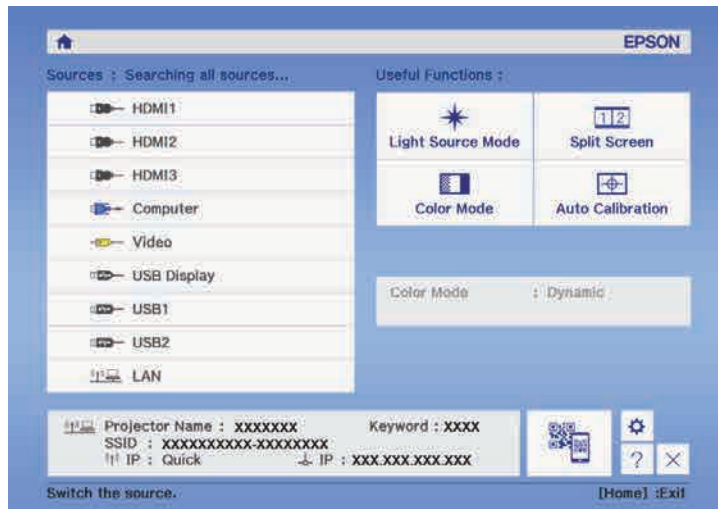 EPSON
Sources : Searching all sources...
Useful Functions :
HDMI1
HDMI2
HDMI3
Computer
Video
USB Display
USB1
USB2
LAN
Light Source Mode
1 2
Split Screen
Color Mode
Auto Calibration
Color Mode : Dynamic
Projector Name : XXXXXXX Keyword : XXXX
SSID : XXXXXXXXXX-XXXXXXXX
IP : Quick IP : XXX.XXX.XXX.XXX
?
Switch the source. [Home] :Exit